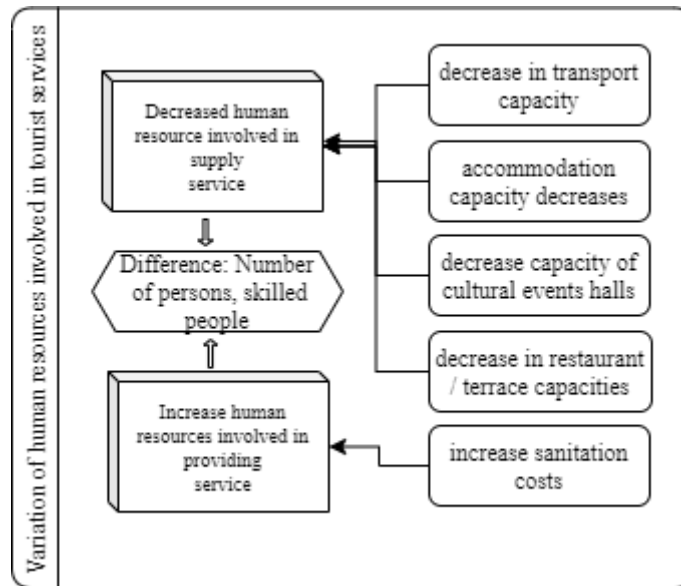 Variation of human resources involved in tourist services
Decreased human
resource involved in
supply
service
Difference: Number
of persons, skilled
people
Increase human
resources involved in
providing
service
decrease in transport
capacity
accommodation
capacity decreases
decrease capacity of
cultural events halls
decrease in restaurant
/ terrace capacities
increase sanitation
costs